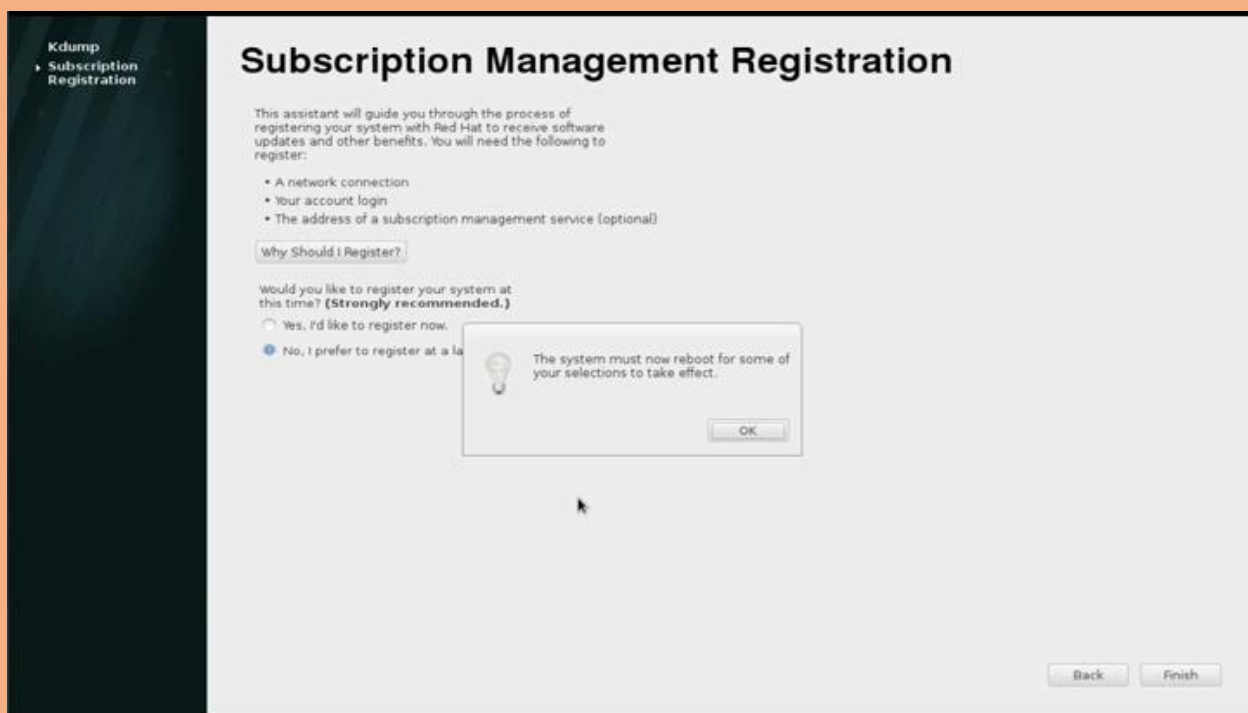 Kdump
Subscription
Registration
Subscription Management Registration
This assistant will guide you through the process of
registering your system with Red Hat to receive software
updates and other benefits. You will need the following to
register:
• A network connection
• Your account login
• The address of a subscription management service (optional)
Why Should I Register?
Would you like to register your system at
this time? (Strongly recommended.)
Yes, I'd like to register now.
No, I prefer to register at a la
The system must now reboot for some of
your selections to take effect.
OK
Back
Finish